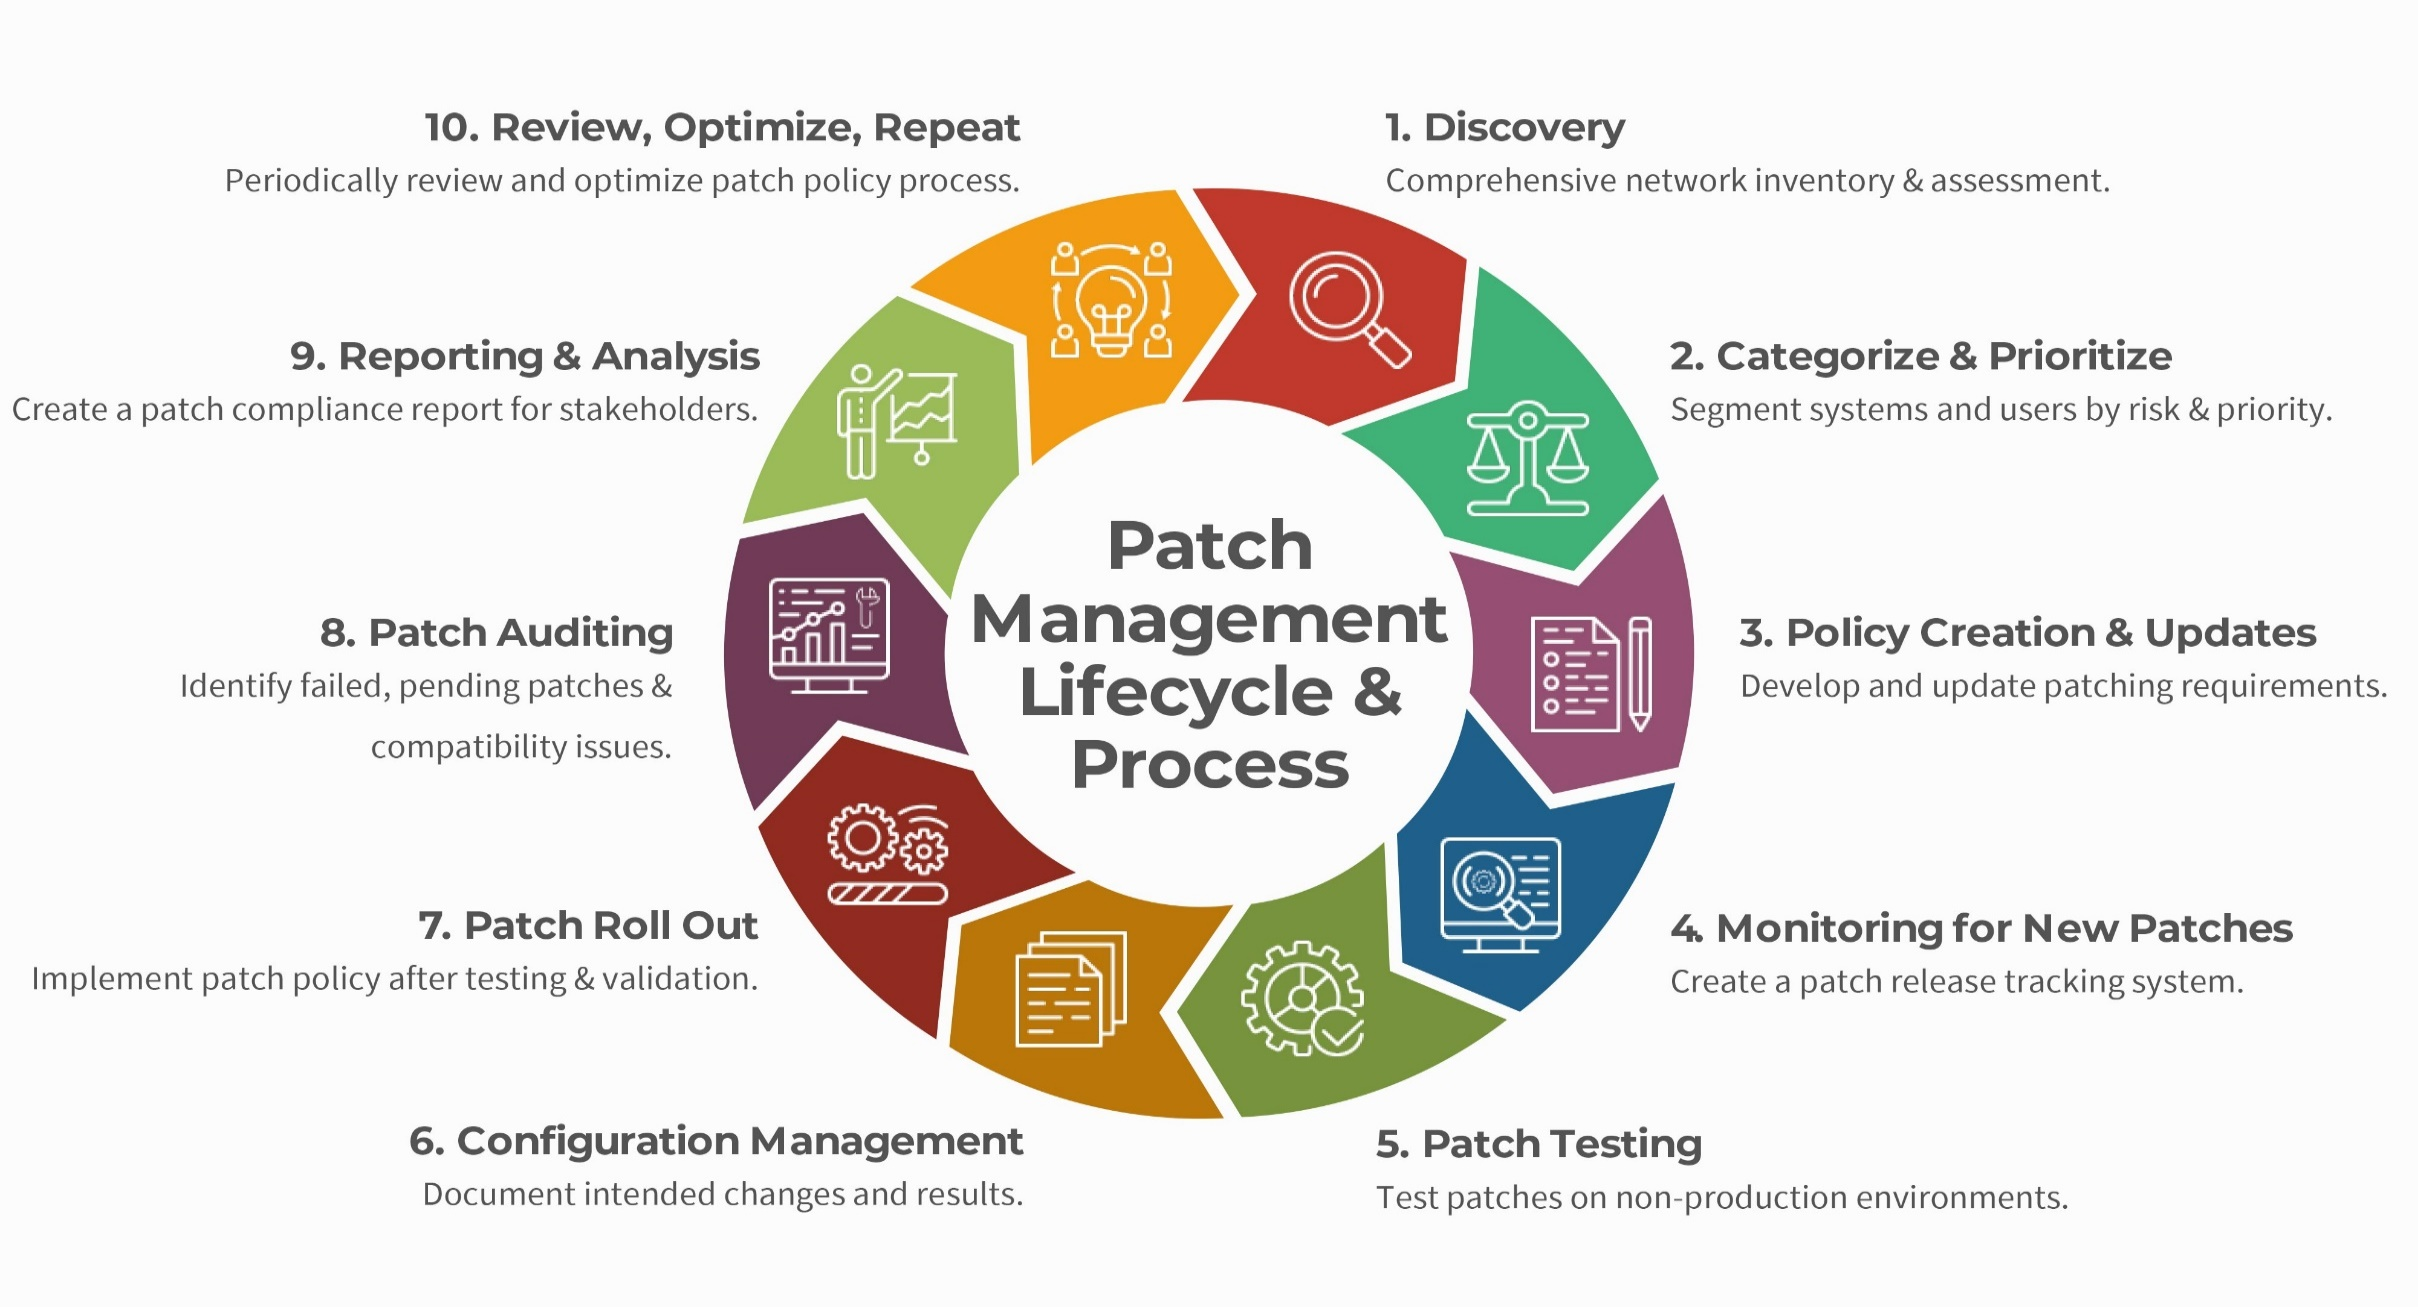 Patch
Management
Lifecycle &
Process
1. Discovery
Comprehensive network inventory & assessment.
2. Categorize & Prioritize
Segment systems and users by risk & priority.
3. Policy Creation & Updates
Develop and update patching requirements.
4. Monitoring for New Patches
Create a patch release tracking system.
5. Patch Testing
Test patches on non-production environments.
6. Configuration Management
Document intended changes and results.
7. Patch Roll Out
Implement patch policy after testing & validation.
8. Patch Auditing
Identify failed, pending patches &
compatibility issues.
9. Reporting & Analysis
Create a patch compliance report for stakeholders.
10. Review, Optimize, Repeat
Periodically review and optimize patch policy process.